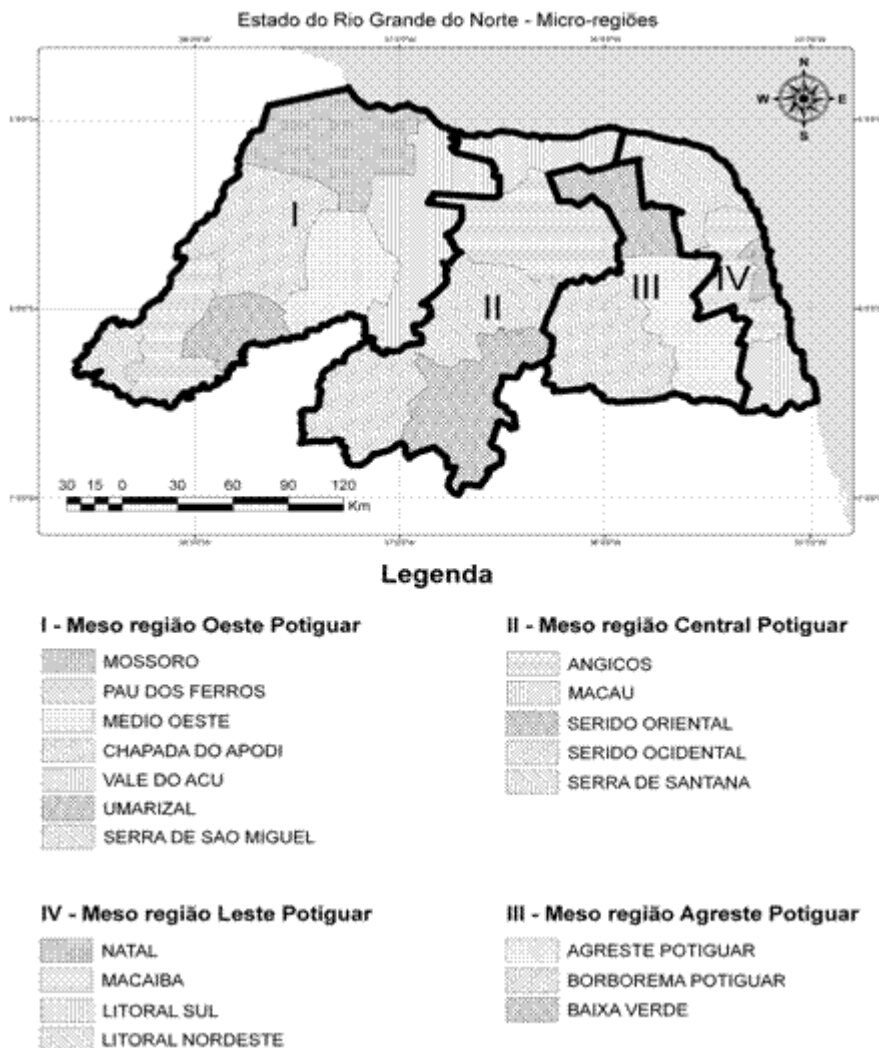 Estado do Rio Grande do Norte - Micro-regiões
N
W
E
S
I
II
III
IV
30 15 0 30 60 90 120
Km
Legenda
I - Meso região Oeste Potiguar
MOSSORO
PAU DOS FERROS
MEDIO OESTE
CHAPADA DO APODI
VALE DO ACU
UMARIZAL
SERRA DE SAO MIGUEL
II - Meso região Central Potiguar
ANGICOS
MACAU
SERIDO ORIENTAL
SERIDO OCIDENTAL
SERRA DE SANTANA
IV - Meso região Leste Potiguar
NATAL
MACAIBA
LITORAL SUL
LITORAL NORDESTE
III - Meso região Agreste Potiguar
AGRESTE POTIGUAR
BORBOREMA POTIGUAR
BAIXA VERDE